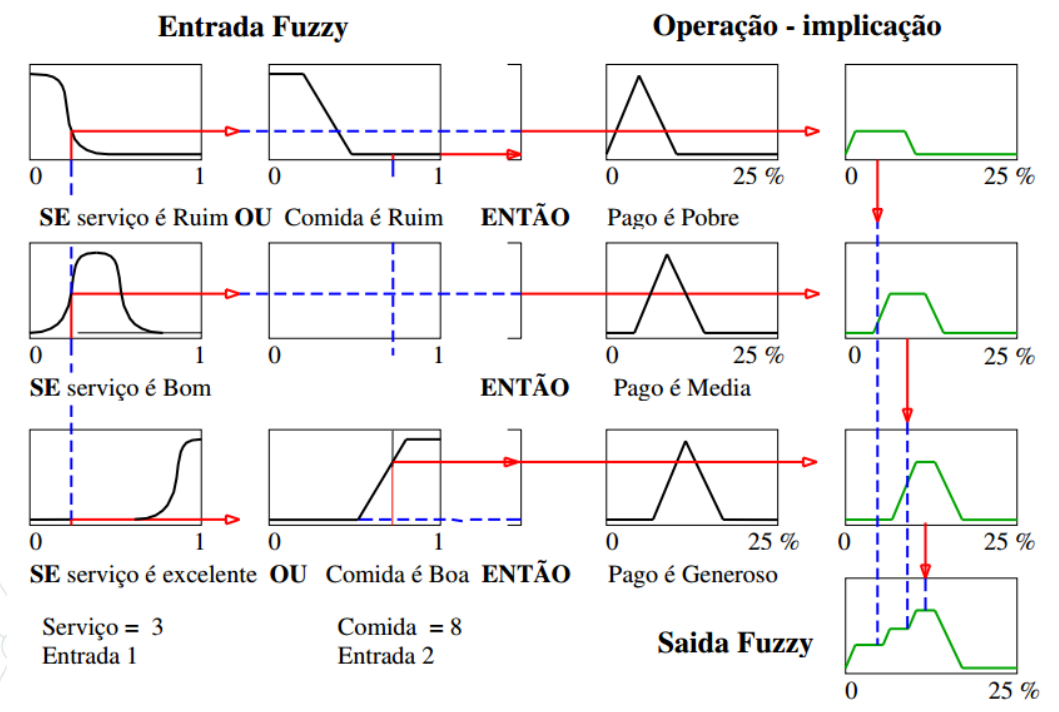 Entrada Fuzzy
Operação - implicação
0 1
0 1
0 25 %
0 25 %
SE serviço é Ruim OU Comida é Ruim ENTÃO Pago é Pobre
0 1
0 1
0 25 %
0 25 %
SE serviço é Bom ENTÃO Pago é Media
0 1
0 1
0 25 %
0 25 %
SE serviço é excelente OU Comida é Boa ENTÃO Pago é Generoso
Serviço = 3
Entrada 1
Comida = 8
Entrada 2
Saida Fuzzy
0 25 %